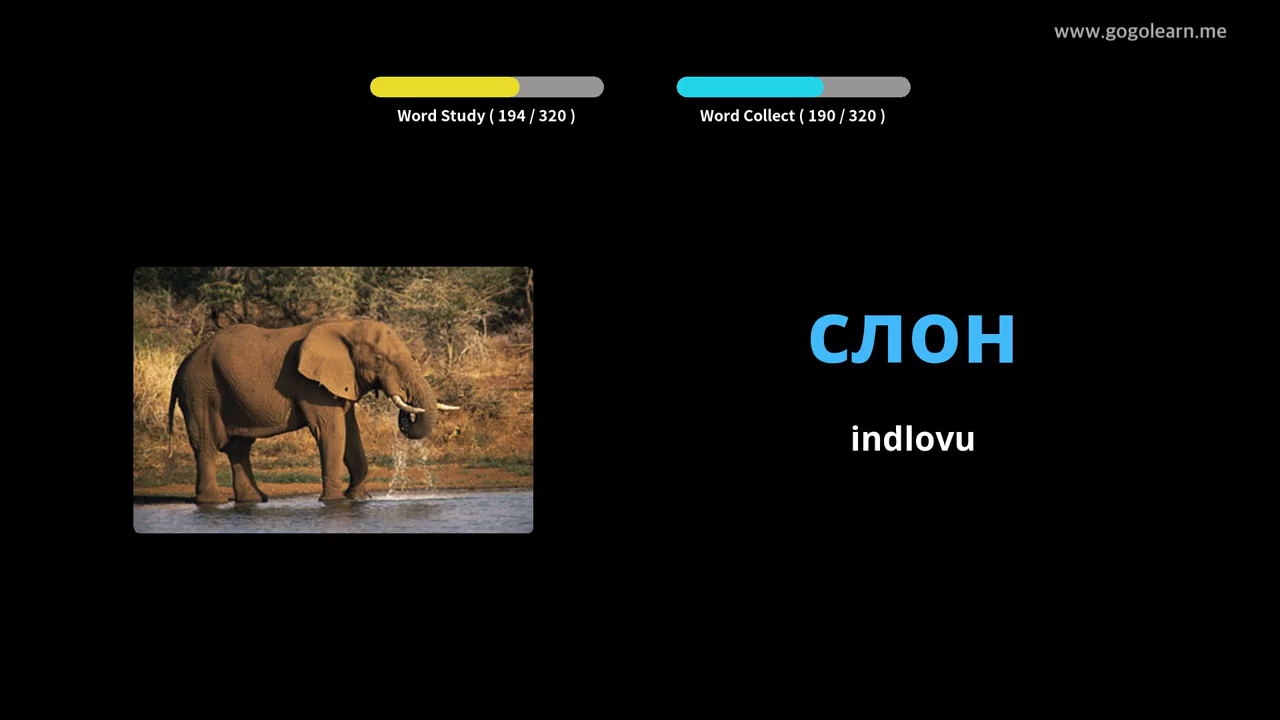 www.gogolearn.me
Word Study ( 194 / 320 )
Word Collect ( 190 / 320 )
слон
indlovu